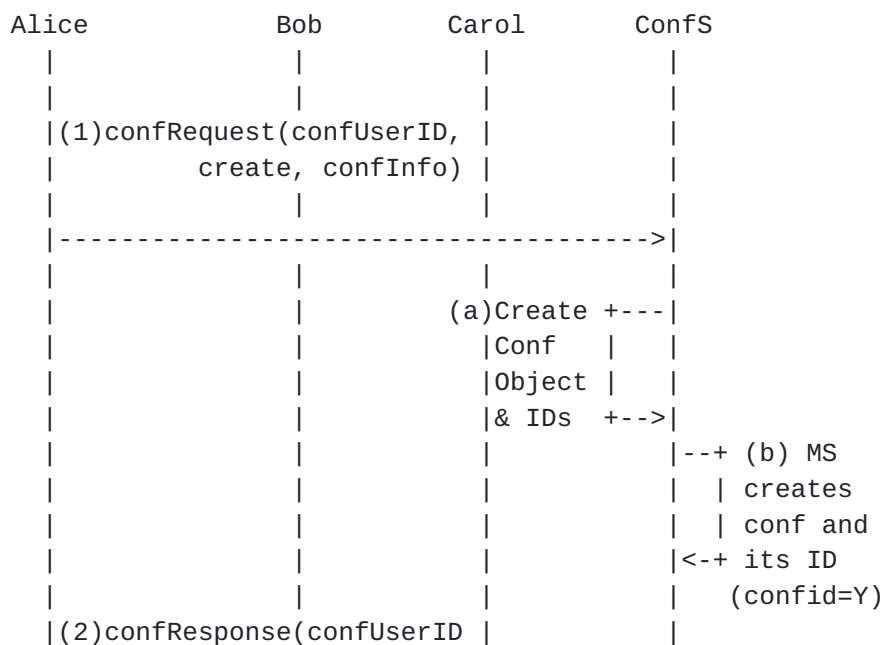 Alice            Bob        Carol         ConfS
  |               |           |           |
  |               |           |           |
  |(1)confRequest(confUserID, |           |
  |         create, confInfo) |           |
  |               |           |           |
  |-------------------------------------->|
  |               |           |           |
  |               |         (a)Create +---|
  |               |           |Conf   |   |
  |               |           |Object |   |
  |               |           |& IDs  +-->|
  |               |           |           |--+ (b) MS
  |               |           |           |  | creates
  |               |           |           |  | conf and
  |               |           |           |<-+ its ID
  |               |           |           |   (confid=Y)
  |(2)confResponse(confUserID |           |